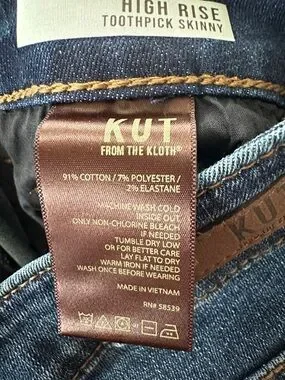 HIGH RISE
TOOTHPICK SKINNY
KUT
FROM THE KLOTH®
91% COTTON / 7% POLYESTER /
2% ELASTANE
MACHINE WASH COLD
INSIDE OUT
ONLY NON-CHLORINE BLEACH
IF NEEDED
TUMBLE DRY LOW
OR FOR BETTER CARE
LAY FLAT TO DRY
WARM IRON IF NEEDED
WASH ONCE BEFORE WEARING
MADE IN VIETNAM
RN# 58539
KUT